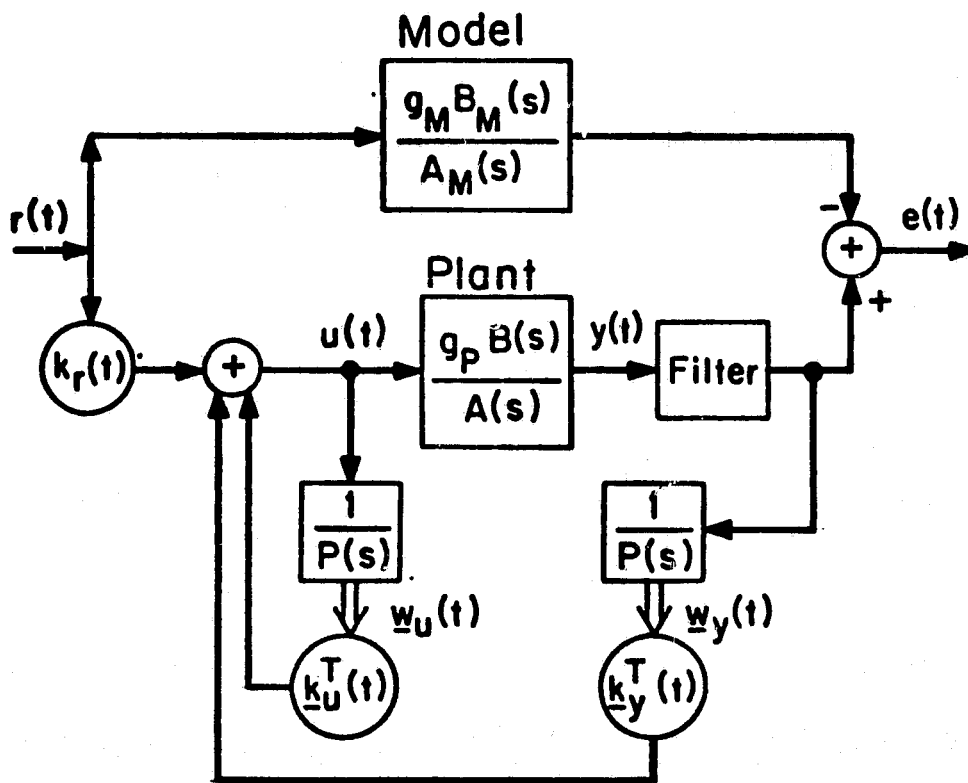 Model
g_M B_M(s)
A_M(s)
r(t)
-
+
e(t)
+
Plant
k_r(t)
+
u(t)
g_P B(s)
A(s)
y(t)
Filter
1
P(s)
1
P(s)
w_u(t)
w_y(t)
k_u^T(t)
k_y^T(t)